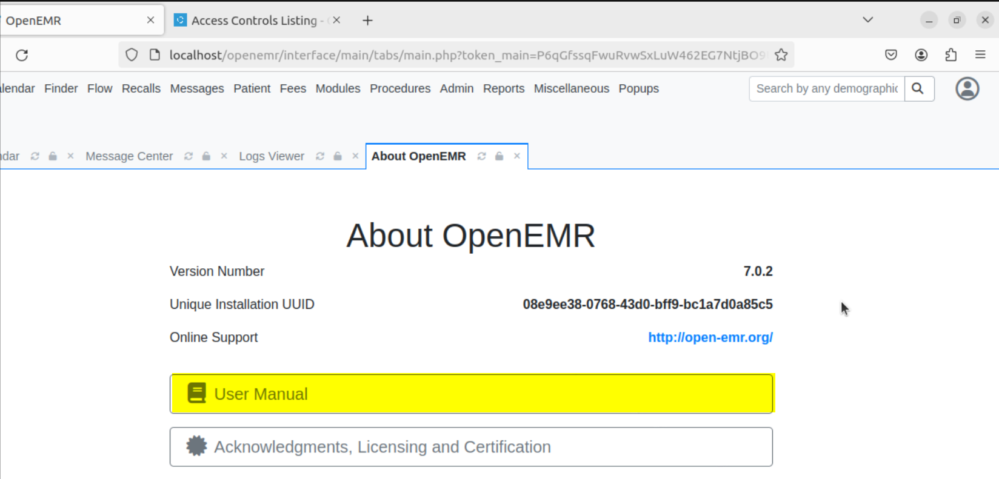 OpenEMR
Access Controls Listing -
localhost/openemr/interface/main/tabs/main.php?token_main=P6qGfssqFwuRvwSxLuW462EG7NtjBO9
lendar Finder Flow Recalls Messages Patient Fees Modules Procedures Admin Reports Miscellaneous Popups
Search by any demographic
dar Message Center Logs Viewer About OpenEMR
About OpenEMR
Version Number 7.0.2
Unique Installation UUID 08e9ee38-0768-43d0-bff9-bc1a7d0a85c5
Online Support http://open-emr.org/
User Manual
Acknowledgments, Licensing and Certification